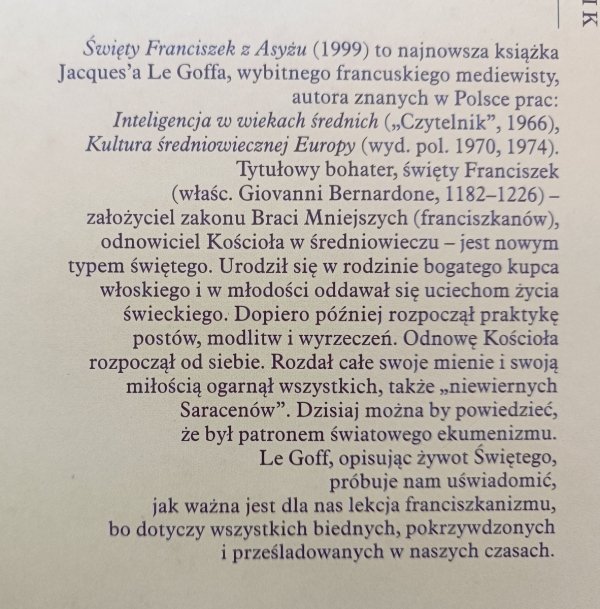 IK
Święty Franciszek z Asyżu (1999) to najnowsza książka
Jacques’a Le Goffa, wybitnego francuskiego mediewisty,
autora znanych w Polsce prac:
Inteligencja w wiekach średnich („Czytelnik”, 1966),
Kultura średniowiecznej Europy (wyd. pol. 1970, 1974).
Tytułowy bohater, święty Franciszek
(właśc. Giovanni Bernardone, 1182–1226) –
założyciel zakonu Braci Mniejszych (franciszkanów),
odnowiciel Kościoła w średniowieczu – jest nowym
typem świętego. Urodził się w rodzinie bogatego kupca
włoskiego i w młodości oddawał się uciechom życia
świeckiego. Dopiero później rozpoczął praktykę
postów, modlitw i wyrzeczeń. Odnowę Kościoła
rozpoczął od siebie. Rozdał całe swoje mienie i swoją
miłością ogarnął wszystkich, także „niewiernych
Saracenów”. Dzisiaj można by powiedzieć,
że był patronem światowego ekumenizmu.
Le Goff, opisując żywot Świętego,
próbuje nam uświadomić,
jak ważna jest dla nas lekcja franciszkanizmu,
bo dotyczy wszystkich biednych, pokrzywdzonych
i prześladowanych w naszych czasach.